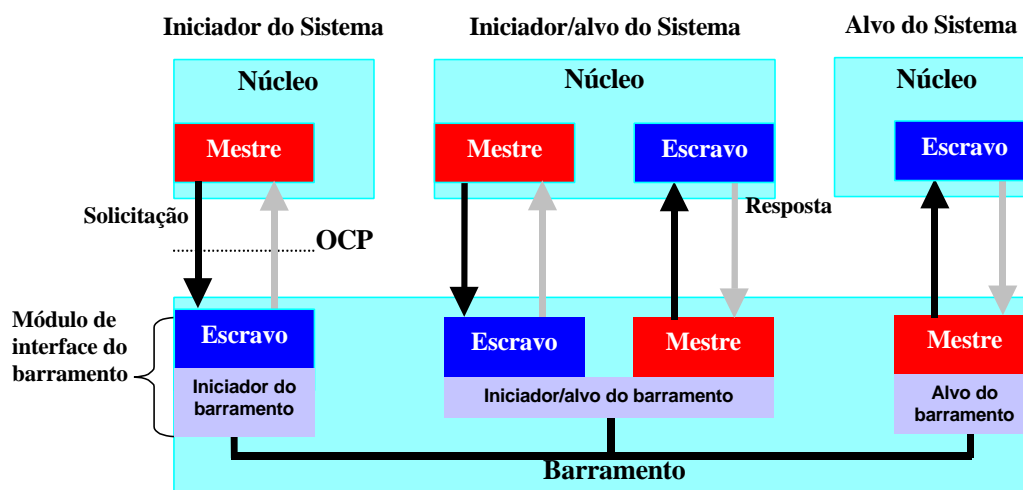 Iniciador do Sistema
Iniciador/alvo do Sistema
Alvo do Sistema
Núcleo
Núcleo
Núcleo
Mestre
Mestre
Escravo
Escravo
Solicitação
Resposta
OCP
Módulo de
interface do
barramento
Escravo
Escravo
Mestre
Mestre
Iniciador do
barramento
Iniciador/alvo do barramento
Alvo do
barramento
Barramento